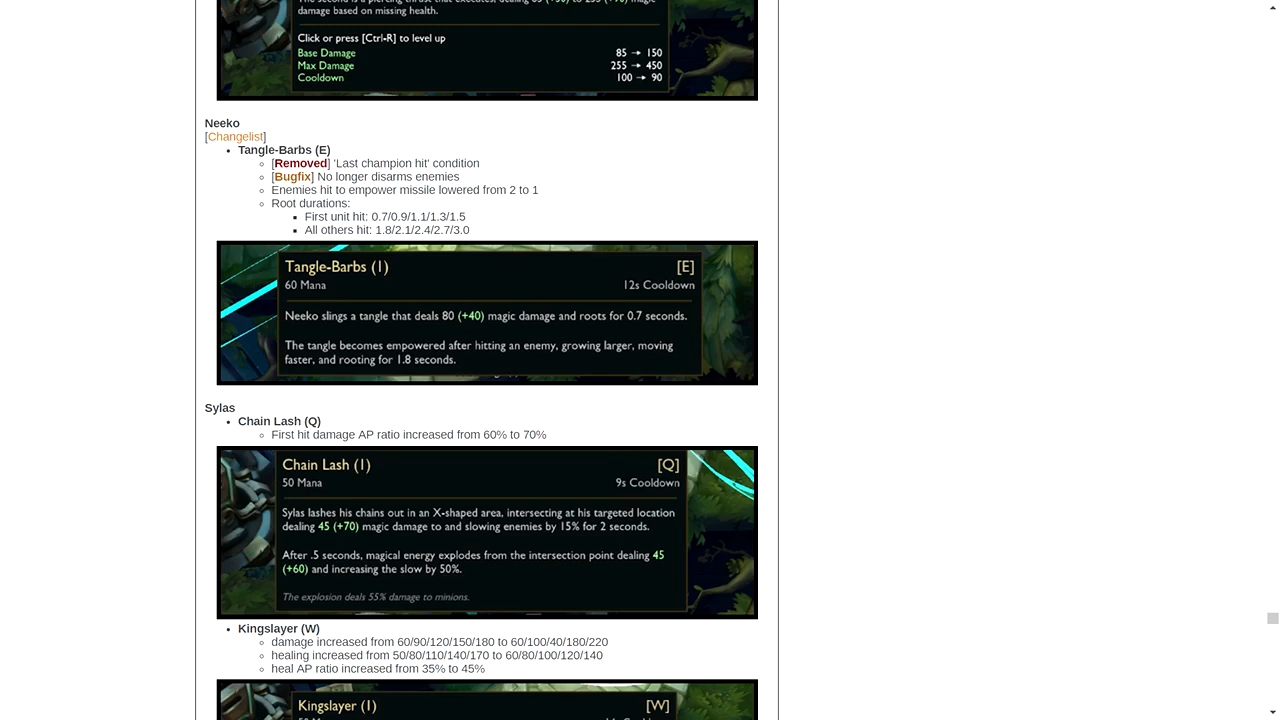 damage based on missing health.
Click or press [Ctrl-R] to level up
Base Damage 85 → 150
Max Damage 255 → 450
Cooldown 100 → 90
Neeko
[Changelist]
• Tangle-Barbs (E)
◦ [Removed] 'Last champion hit' condition
◦ [Bugfix] No longer disarms enemies
◦ Enemies hit to empower missile lowered from 2 to 1
◦ Root durations:
▪ First unit hit: 0.7/0.9/1.1/1.3/1.5
▪ All others hit: 1.8/2.1/2.4/2.7/3.0
Tangle-Barbs (1) [E]
60 Mana 12s Cooldown
Neeko slings a tangle that deals 80 (+40) magic damage and roots for 0.7 seconds.
The tangle becomes empowered after hitting an enemy, growing larger, moving
faster, and rooting for 1.8 seconds.
Sylas
• Chain Lash (Q)
◦ First hit damage AP ratio increased from 60% to 70%
Chain Lash (1) [Q]
50 Mana 9s Cooldown
Sylas lashes his chains out in an X-shaped area, intersecting at his targeted location
dealing 45 (+70) magic damage to and slowing enemies by 15% for 2 seconds.
After .5 seconds, magical energy explodes from the intersection point dealing 45
(+60) and increasing the slow by 50%.
The explosion deals 55% damage to minions.
• Kingslayer (W)
◦ damage increased from 60/90/120/150/180 to 60/100/40/180/220
◦ healing increased from 50/80/110/140/170 to 60/80/100/120/140
◦ heal AP ratio increased from 35% to 45%
Kingslayer (1) [W]